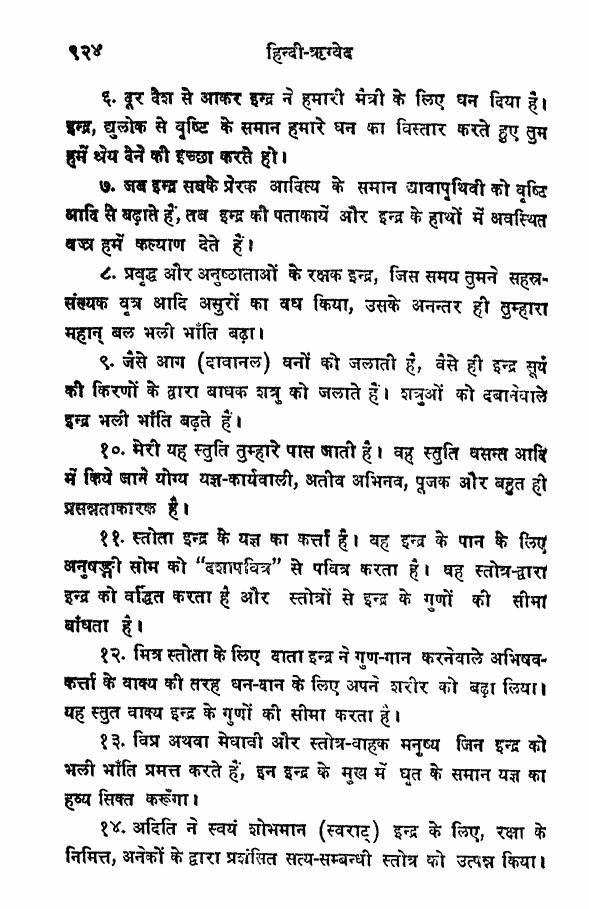 ९२४ हिन्दी-ऋग्वेद
६. दूर देश से आकर इन्द्र ने हमारी मैत्री के लिए धन दिया है।
इन्द्र, द्युलोक से वृष्टि के समान हमारे धन का विस्तार करते हुए तुम
हमें श्रेय देने की इच्छा करते हो।
७. जब इन्द्र सबके प्रेरक आदित्य के समान द्यावापृथिवी को वृष्टि
आदि से बढ़ाते हैं, तब इन्द्र की पताकायें और इन्द्र के हाथों में अवस्थित
वज्र हमें कल्याण देते हैं।
८. प्रवृद्ध और अनुष्ठाताओं के रक्षक इन्द्र, जिस समय तुमने सहस्र-
संख्यक वृत्र आदि असुरों का वध किया, उसके अनन्तर ही तुम्हारा
महान् बल भली भाँति बढ़ा।
९. जैसे आग (दावानल) वनों को जलाती है, वैसे ही इन्द्र सूर्य
की किरणों के द्वारा बाधक शत्रु को जलाते हैं। शत्रुओं को दबानेवाले
इन्द्र भली भाँति बढ़ते हैं।
१०. मेरी यह स्तुति तुम्हारे पास जाती है। वह स्तुति वसन्त आदि
में किये जाने योग्य यज्ञ-कार्यवाली, अतीव अभिनव, पूजक और बहुत ही
प्रसन्नताकारक है।
११. स्तोता इन्द्र के यज्ञ का कर्त्ता है। वह इन्द्र के पान के लिए
अनुषङ्गी सोम को “दशापवित्र” से पवित्र करता है। वह स्तोत्र-द्वारा
इन्द्र को वर्द्धित करता है और स्तोत्रों से इन्द्र के गुणों की सीमा
बाँधता है।
१२. मित्र स्तोता के लिए दाता इन्द्र ने गुण-गान करनेवाले अभिषव-
कर्त्ता के वाक्य की तरह धन-दान के लिए अपने शरीर को बढ़ा लिया।
यह स्तुत वाक्य इन्द्र के गुणों की सीमा करता है।
१३. विप्र अथवा मेधावी और स्तोत्र-वाहक मनुष्य जिन इन्द्र को
भली भाँति प्रमत्त करते हैं, इन इन्द्र के मुख में घृत के समान यज्ञ का
हव्य सिक्त करूँगा।
१४. अदिति ने स्वयं शोभमान (स्वराट्) इन्द्र के लिए, रक्षा के
निमित्त, अनेकों के द्वारा प्रशंसित सत्य-सम्बन्धी स्तोत्र को उत्पन्न किया।